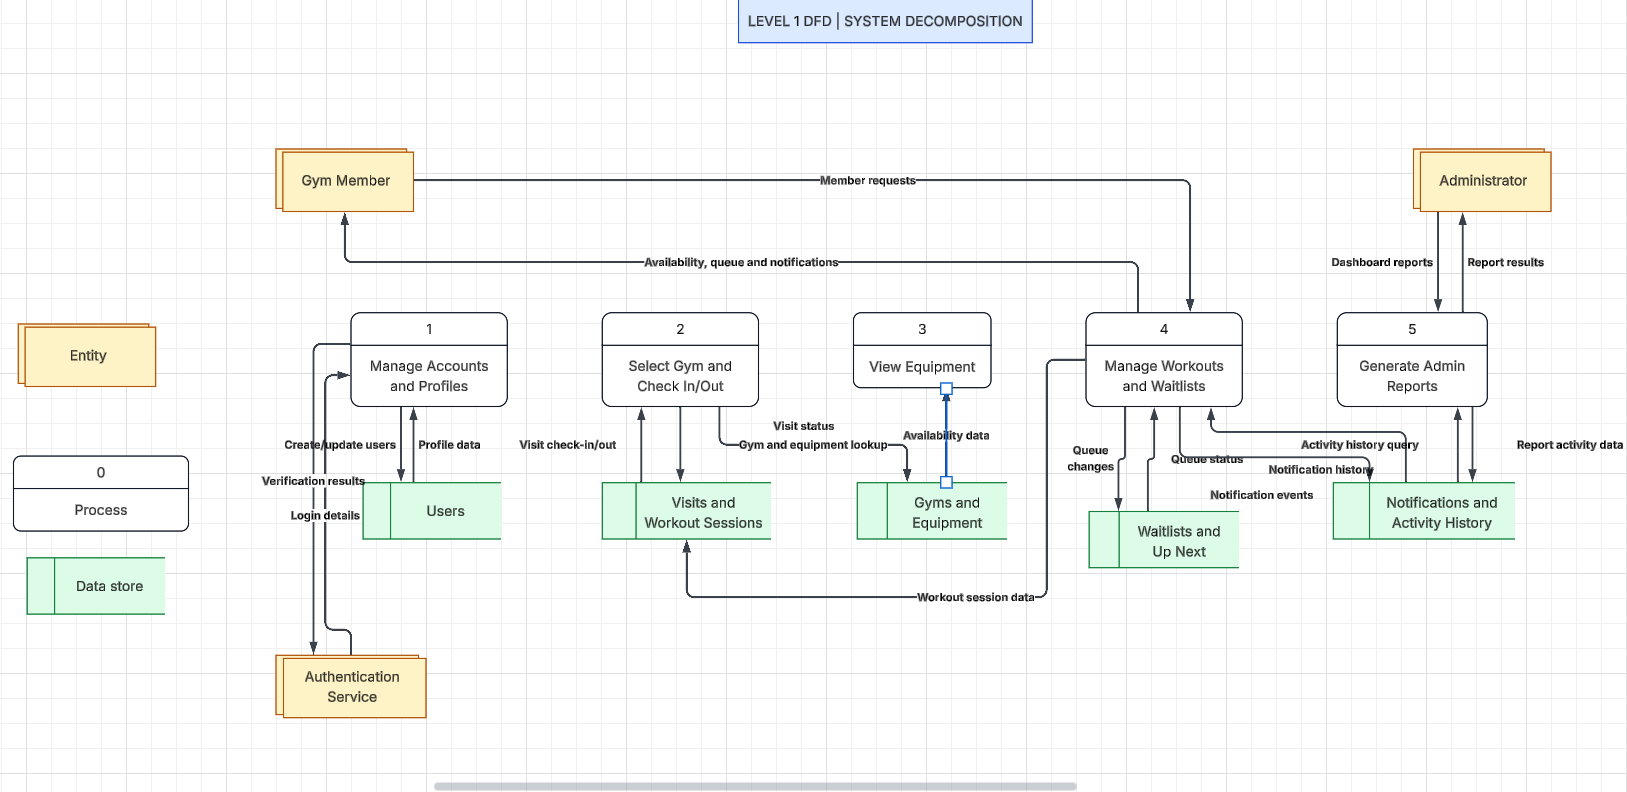 LEVEL 1 DFD | SYSTEM DECOMPOSITION
Gym Member
Member requests
Administrator
Availability, queue and notifications
Dashboard reports
Report results
Entity
1
Manage Accounts
and Profiles
2
Select Gym and
Check In/Out
3
View Equipment
4
Manage Workouts
and Waitlists
5
Generate Admin
Reports
Create/update users
Profile data
Visit check-in/out
Visit status
Gym and equipment lookup
Availability data
Queue
changes
Queue status
Activity history query
Notification history
Report activity data
0
Process
Verification results
Login details
Users
Visits and
Workout Sessions
Gyms and
Equipment
Notification events
Waitlists and
Up Next
Notifications and
Activity History
Data store
Workout session data
Authentication
Service